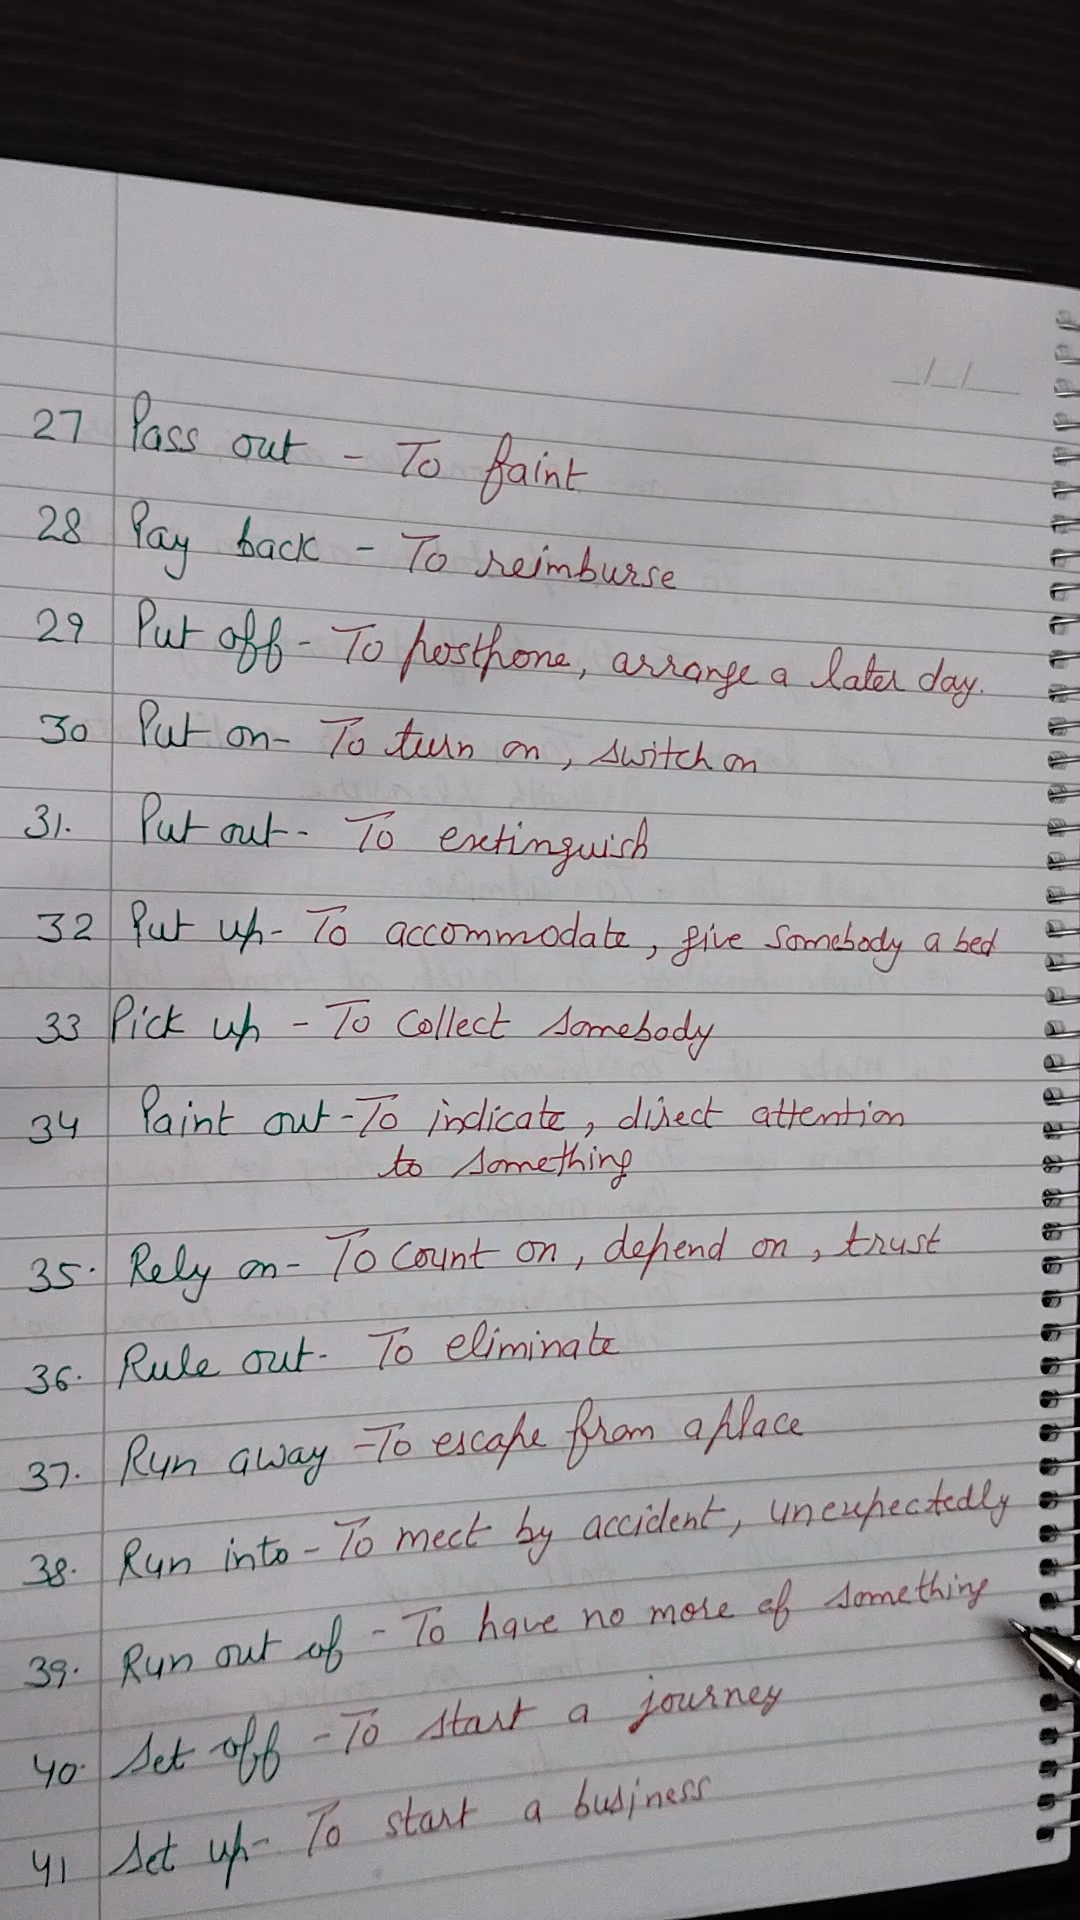 27 Pass out - To faint
28 Pay back - To reimburse
29 Put off - To postpone, arrange a later day.
30 Put on - To turn on, switch on
31. Put out - To extinguish
32 Put up - To accommodate, give somebody a bed
33 Pick up - To collect somebody
34 Paint out - To indicate, direct attention
to something
35. Rely on - To count on, depend on, trust
36. Rule out - To eliminate
37. Run away - To escape from a place
38. Run into - To meet by accident, unexpectedly
39. Run out of - To have no more of something
40. Set off - To start a journey
41 Set up - To start a business